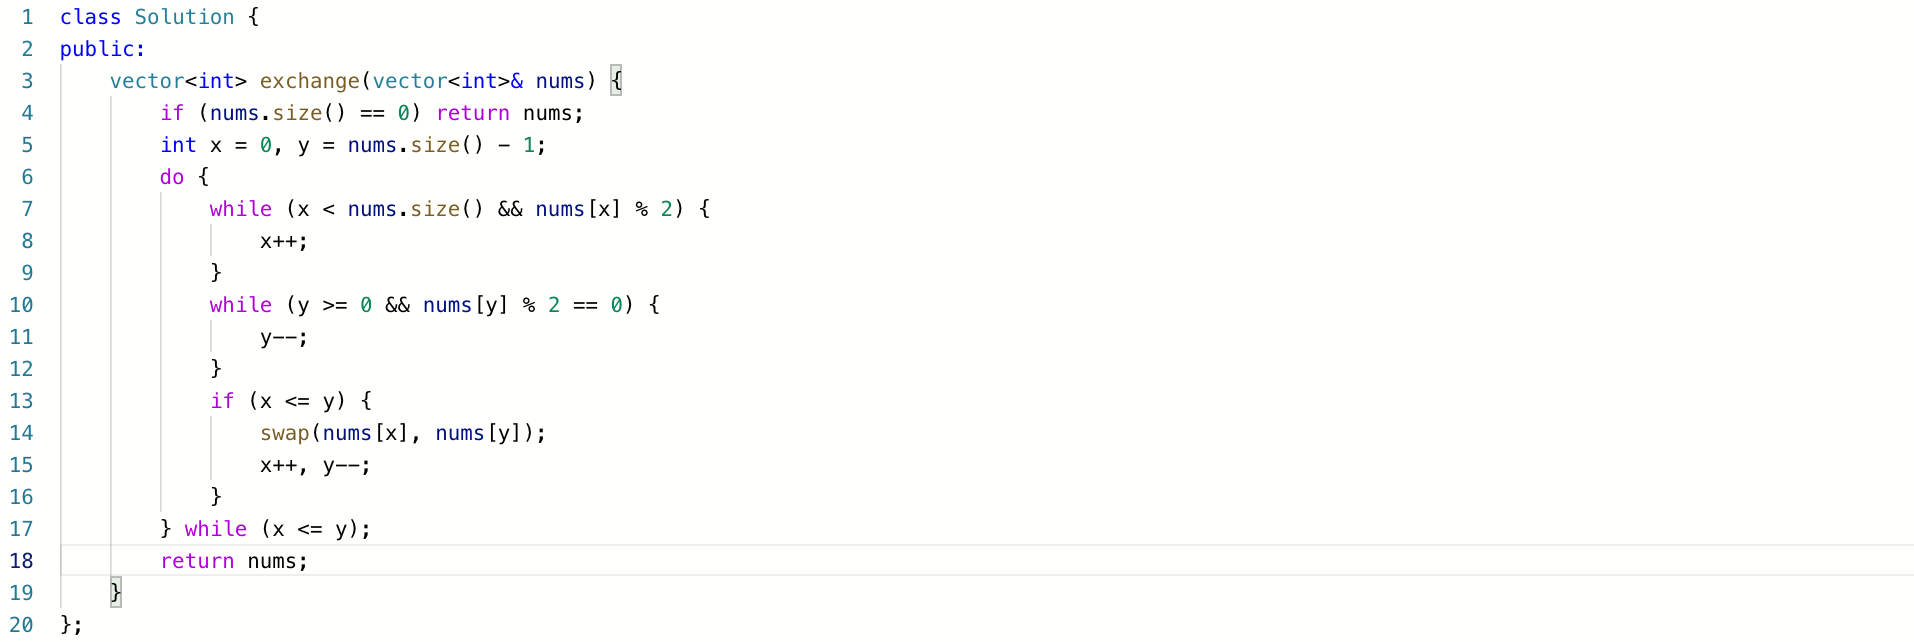 1 class Solution {
2 public:
3     vector<int> exchange(vector<int>& nums) {
4         if (nums.size() == 0) return nums;
5         int x = 0, y = nums.size() - 1;
6         do {
7             while (x < nums.size() && nums[x] % 2) {
8                 x++;
9             }
10             while (y >= 0 && nums[y] % 2 == 0) {
11                 y--;
12             }
13             if (x <= y) {
14                 swap(nums[x], nums[y]);
15                 x++, y--;
16             }
17         } while (x <= y);
18         return nums;
19     }
20 };